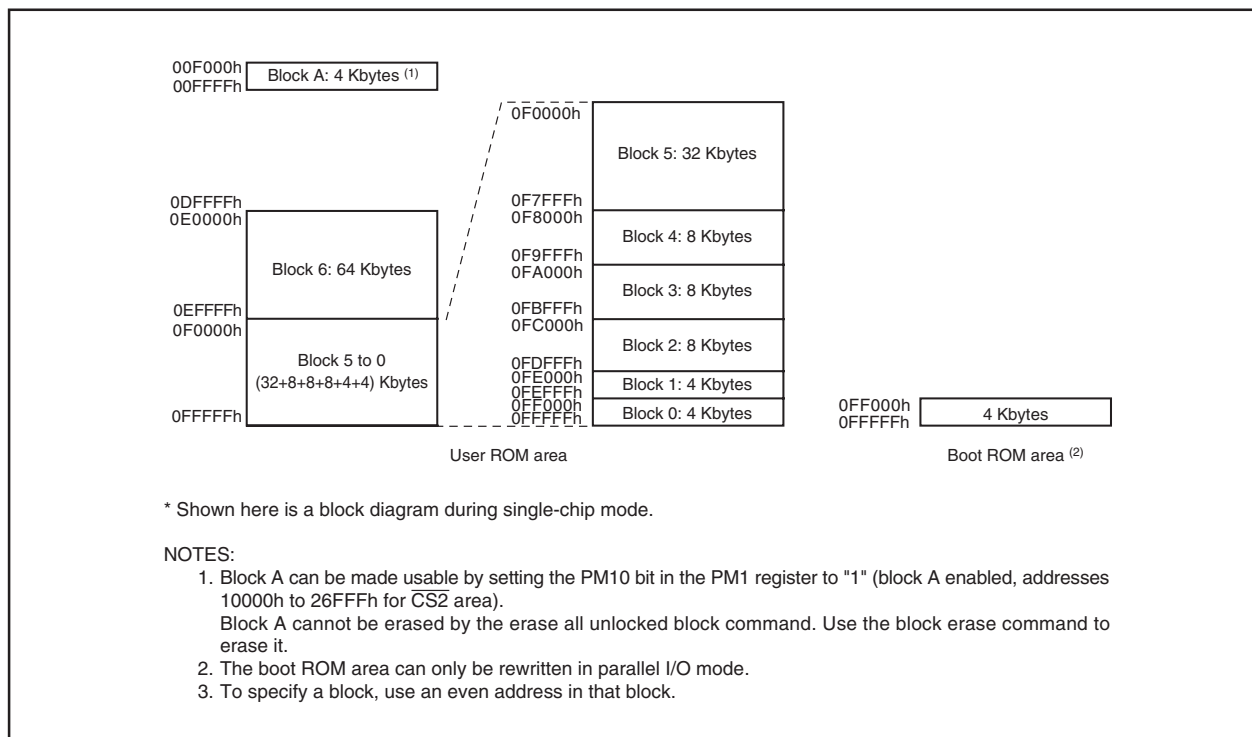 00F000h
00FFFFh
Block A: 4 Kbytes (1)
0DFFFFh
0E0000h
Block 6: 64 Kbytes
0EFFFFh
0F0000h
Block 5 to 0
(32+8+8+8+4+4) Kbytes
0FFFFFh
0F0000h
Block 5: 32 Kbytes
0F7FFFh
0F8000h
Block 4: 8 Kbytes
0F9FFFh
0FA000h
Block 3: 8 Kbytes
0FBFFFh
0FC000h
Block 2: 8 Kbytes
0FDFFFh
0FE000h
Block 1: 4 Kbytes
0FEFFFh
0FF000h
Block 0: 4 Kbytes
0FFFFFh
0FF000h
0FFFFFh
4 Kbytes
User ROM area
Boot ROM area (2)
* Shown here is a block diagram during single-chip mode.
NOTES:
1. Block A can be made usable by setting the PM10 bit in the PM1 register to "1" (block A enabled, addresses
10000h to 26FFFh for CS2 area).
Block A cannot be erased by the erase all unlocked block command. Use the block erase command to
erase it.
2. The boot ROM area can only be rewritten in parallel I/O mode.
3. To specify a block, use an even address in that block.